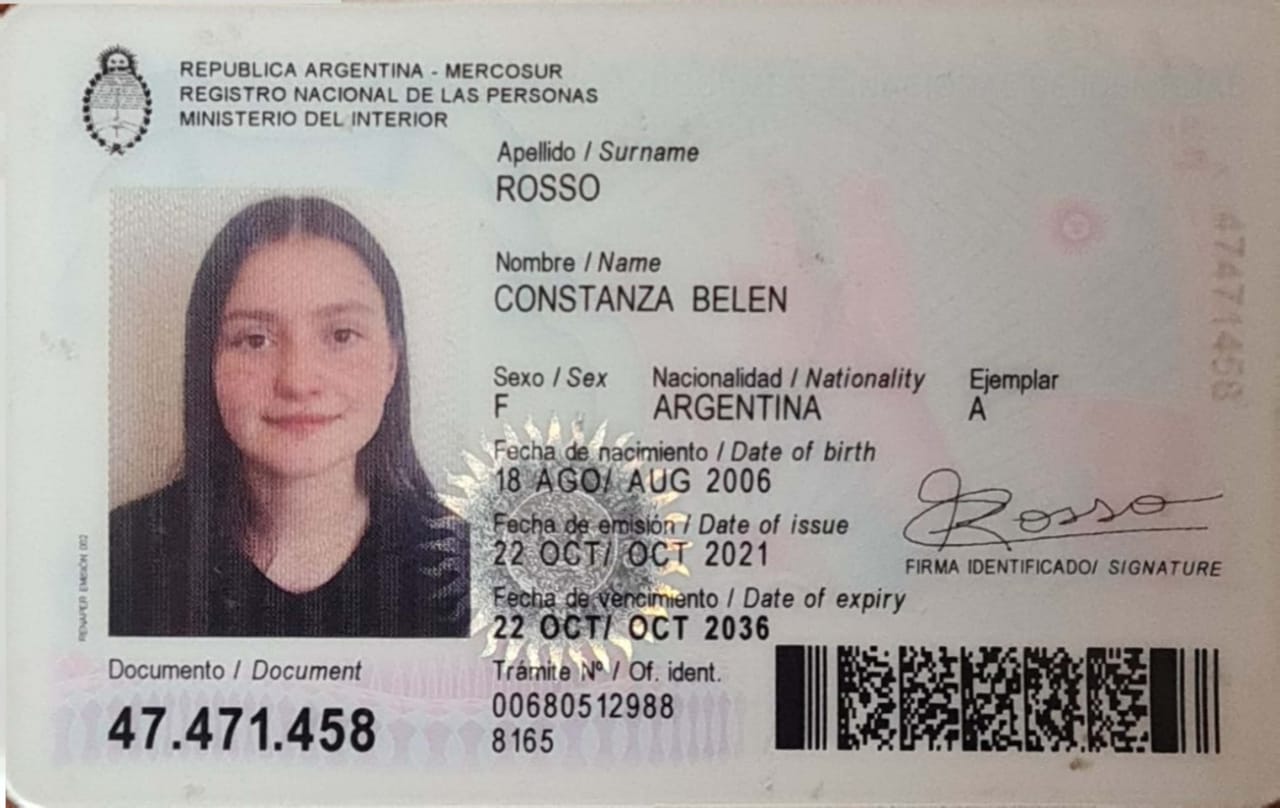 REPUBLICA ARGENTINA - MERCOSUR
REGISTRO NACIONAL DE LAS PERSONAS
MINISTERIO DEL INTERIOR
Apellido / Surname
ROSSO
Nombre / Name
CONSTANZA BELEN
Sexo / Sex Nacionalidad / Nationality Ejemplar
F ARGENTINA A
Fecha de nacimiento / Date of birth
18 AGO/ AUG 2006
Fecha de emisión / Date of issue
22 OCT/ OCT 2021
Fecha de vencimiento / Date of expiry
22 OCT/ OCT 2036
Rosso
FIRMA IDENTIFICADO/ SIGNATURE
47471458
RENAPER EMISIÓN 002
Documento / Document
47.471.458
Trámite Nº / Of. ident.
00680512988
8165